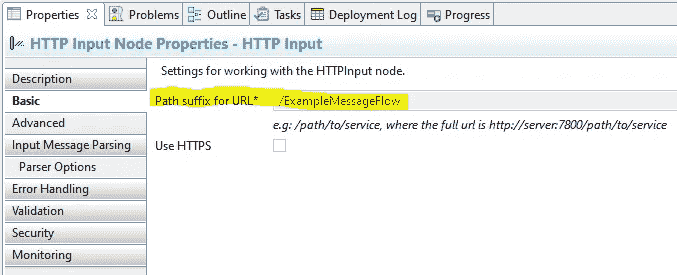 Properties Problems Outline Tasks Deployment Log Progress
HTTP Input Node Properties - HTTP Input
Description
Basic
Advanced
Input Message Parsing
Parser Options
Error Handling
Validation
Security
Monitoring
Settings for working with the HTTPInput node.
Path suffix for URL* /ExampleMessageFlow
e.g: /path/to/service, where the full url is http://server:7800/path/to/service
Use HTTPS